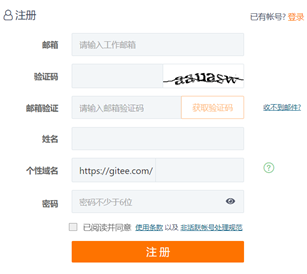 注册
已有帐号? 登录
邮箱 请输入工作邮箱
验证码
邮箱验证 请输入邮箱验证码 获取验证码 收不到邮件?
姓名
个性域名 https://gitee.com/
密码 密码不少于6位
已阅读并同意 使用条款 以及 非活跃帐号处理规范
注 册